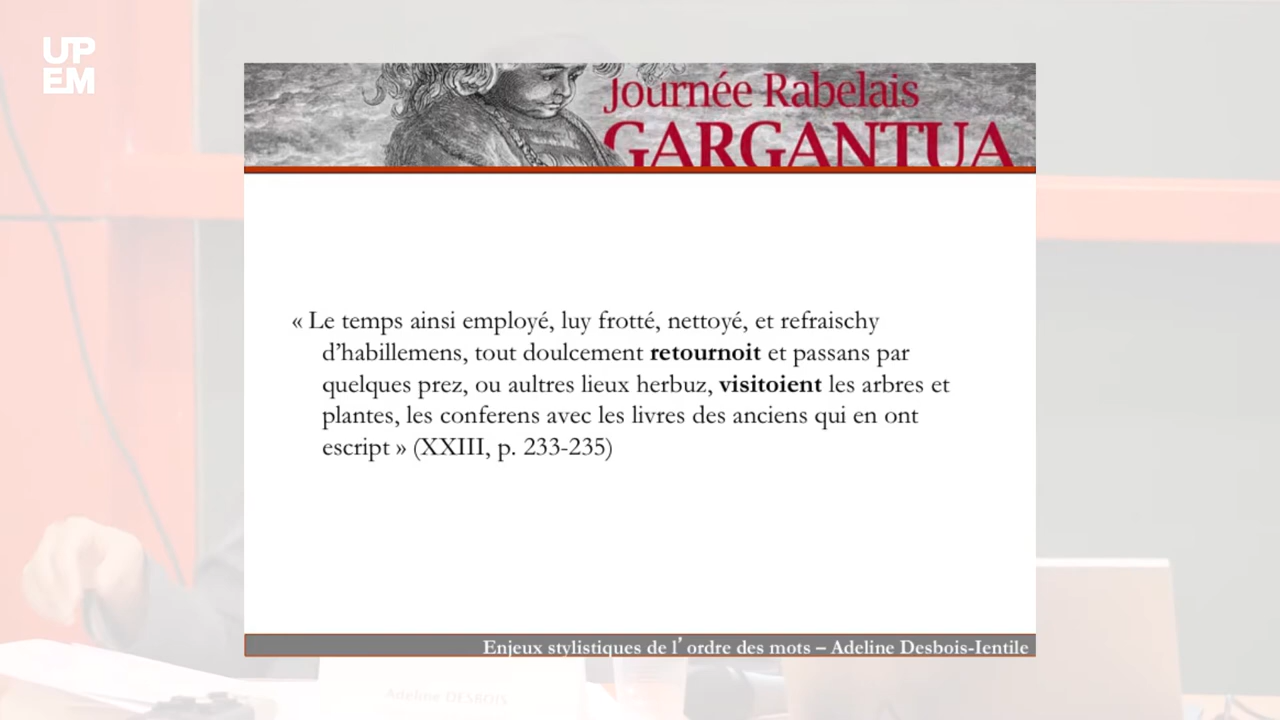 UP
EM
Journée Rabelais
GARGANTUA
« Le temps ainsi employé, luy frotté, nettoyé, et refraischy
d’habillemens, tout doulcement retournoit et passans par
quelques prez, ou aultres lieux herbuz, visitoient les arbres et
plantes, les conferens avec les livres des anciens qui en ont
escript » (XXIII, p. 233-235)
Enjeux stylistiques de l’ordre des mots – Adeline Desbois-Ientile
Adeline DESBOIS